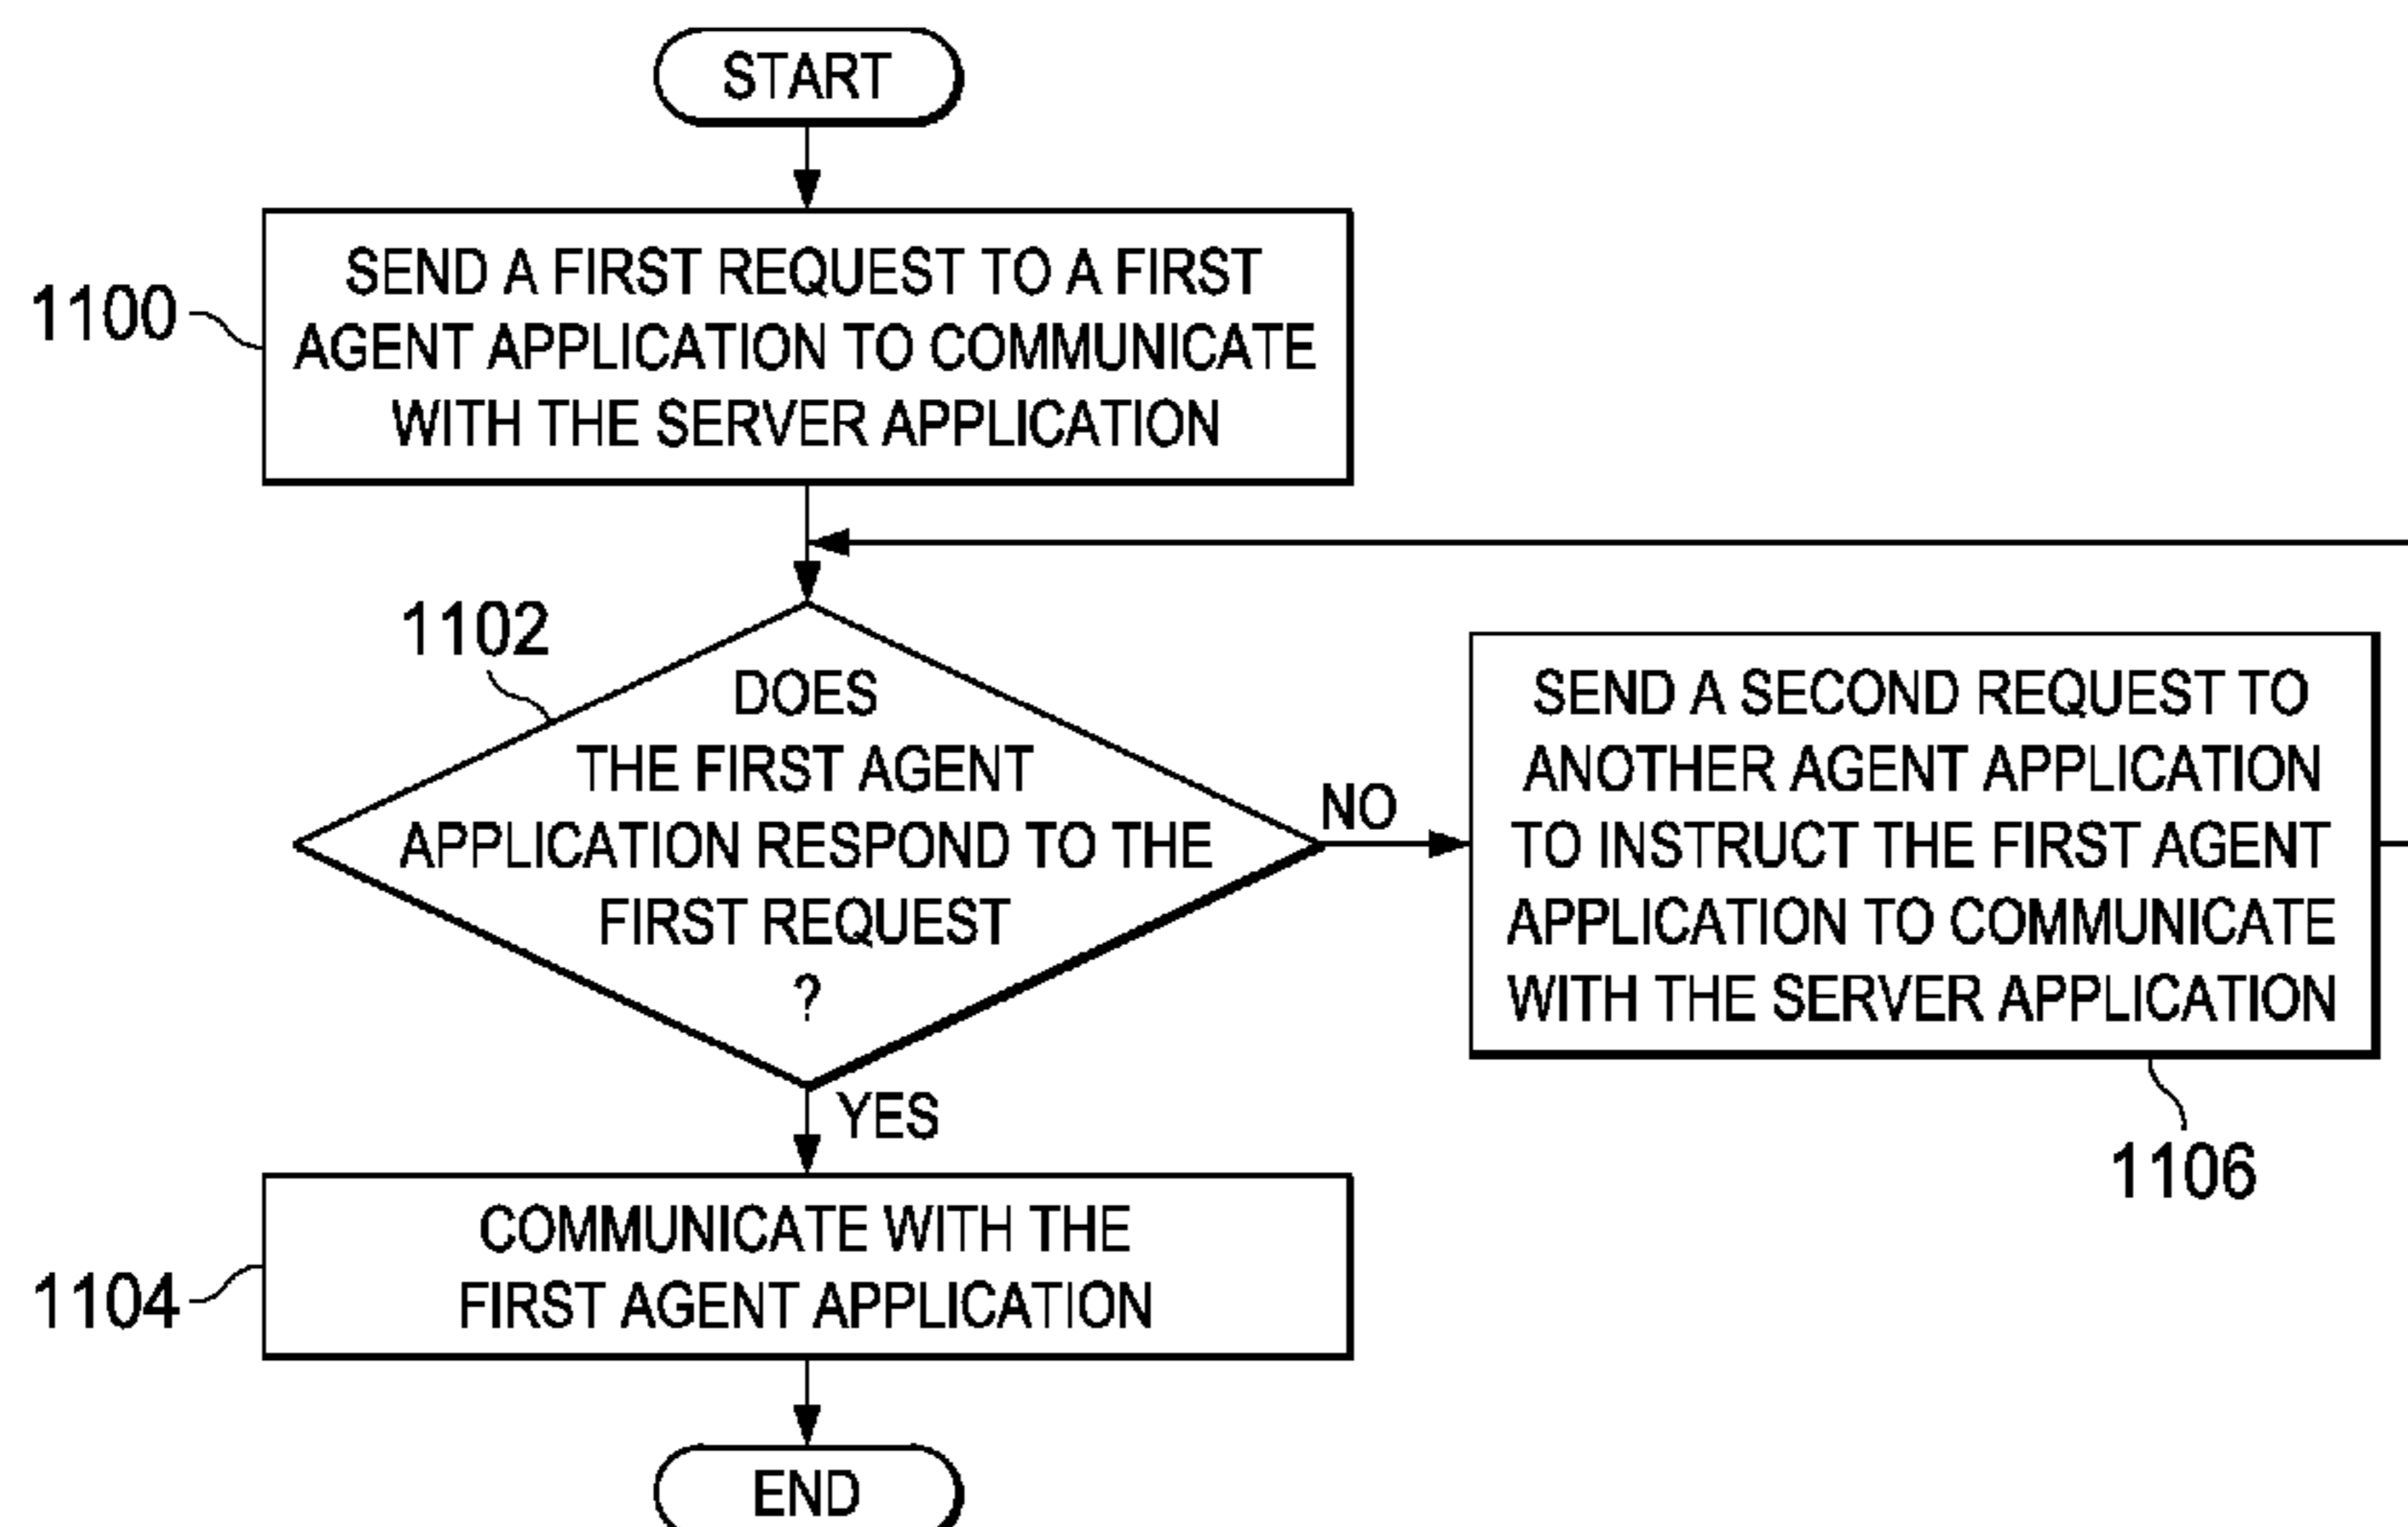 START
1100
SEND A FIRST REQUEST TO A FIRST
AGENT APPLICATION TO COMMUNICATE
WITH THE SERVER APPLICATION
1102
DOES
THE FIRST AGENT
APPLICATION RESPOND TO THE
FIRST REQUEST
?
NO
SEND A SECOND REQUEST TO
ANOTHER AGENT APPLICATION
TO INSTRUCT THE FIRST AGENT
APPLICATION TO COMMUNICATE
WITH THE SERVER APPLICATION
1106
YES
1104
COMMUNICATE WITH THE
FIRST AGENT APPLICATION
END